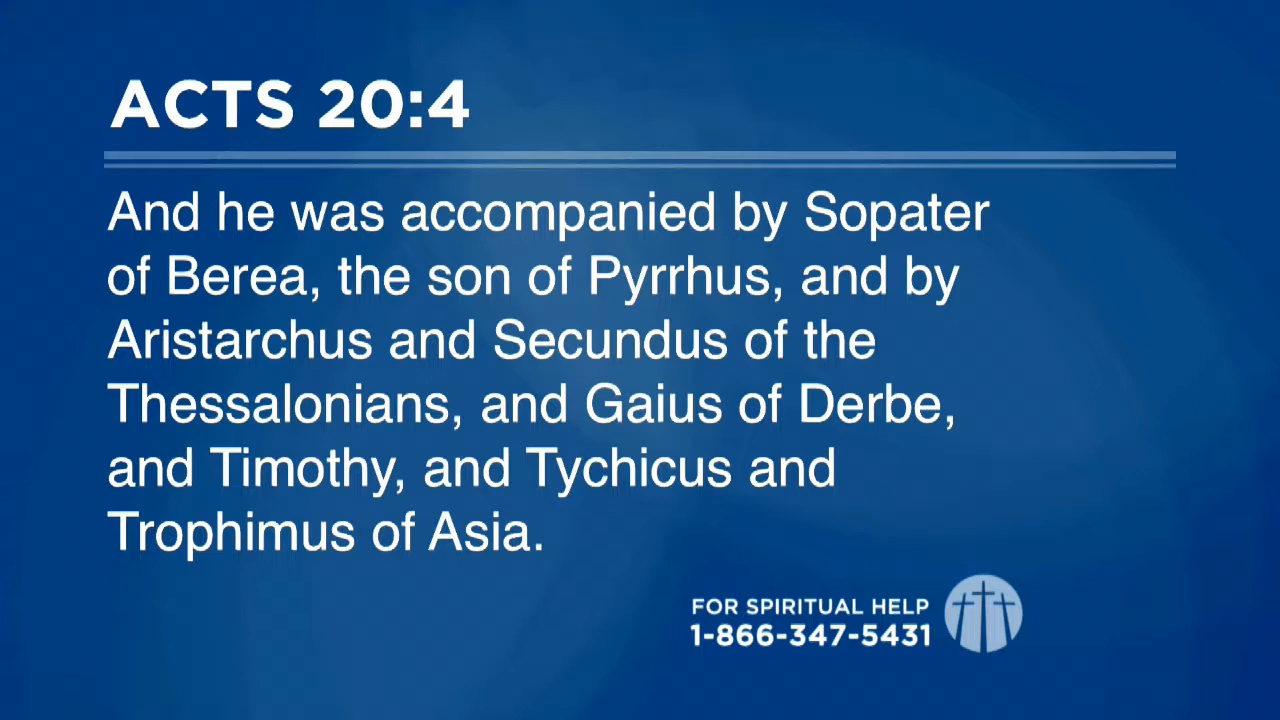 ACTS 20:4
And he was accompanied by Sopater
of Berea, the son of Pyrrhus, and by
Aristarchus and Secundus of the
Thessalonians, and Gaius of Derbe,
and Timothy, and Tychicus and
Trophimus of Asia.
FOR SPIRITUAL HELP
1-866-347-5431